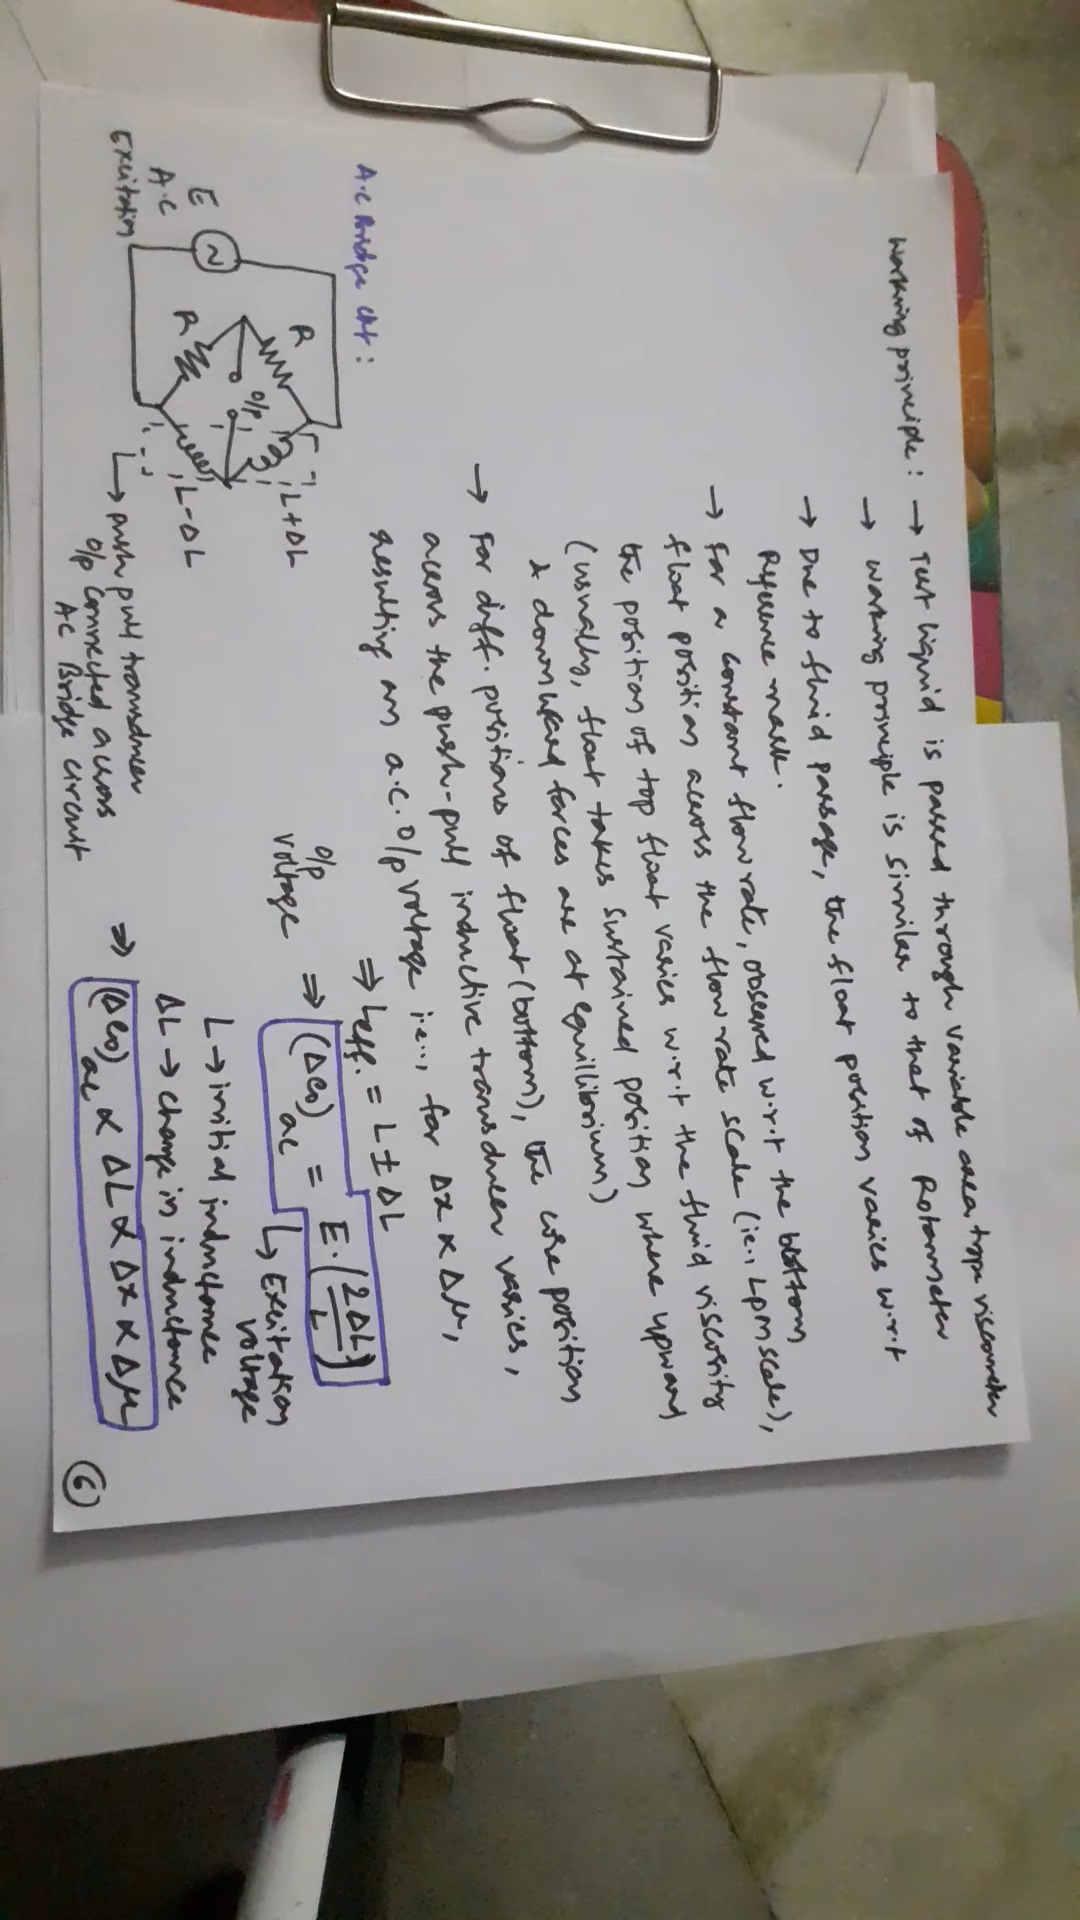 Working principle: → Test liquid is passed through variable area type viscometer
→ Working principle is similar to that of Rotameter
→ Due to fluid passage, the float position varies w.r.t
Reference mark.
→ For a constant flow rate, observed w.r.t the bottom
float position across the flow rate scale (i.e., Lpm scale),
the position of top float varies w.r.t the fluid viscosity
(usually, float takes sustained position where upward
& downward forces are at equillibrium)
→ For diff. positions of float (bottom), the core position
across the push-pull inductive transducer varies,
resulting an a.c. o/p voltage i.e., for Δx ∝ Δμ,
A.C Bridge ckt:
⇒ Leff. = L ± ΔL
o/p voltage ⇒ (Δe₀)ac = E.(2ΔL/L)
↳ Excitation voltage
L → initial inductance
ΔL → change in inductance
⇒ (Δe₀)ac ∝ ΔL ∝ Δx ∝ Δμ
E
A.C
Excitation
R
R
o/p
L+ΔL
L-ΔL
↳ push pull transducer
o/p connected across
AC Bridge circuit
6